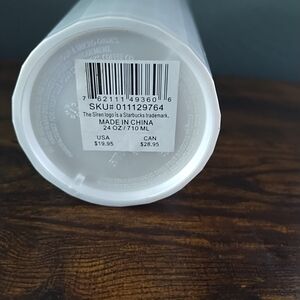 7 62111 49360 6
SKU# 011129764
The Siren logo is a Starbucks trademark.
MADE IN CHINA
24 OZ / 710 ML
USA CAN
$19.95 $28.95